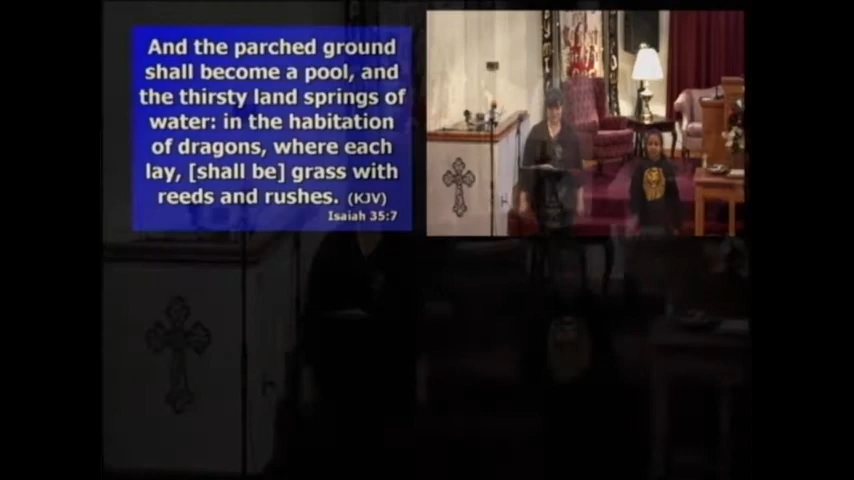 And the parched ground
shall become a pool, and
the thirsty land springs of
water: in the habitation
of dragons, where each
lay, [shall be] grass with
reeds and rushes. (KJV)
Isaiah 35:7